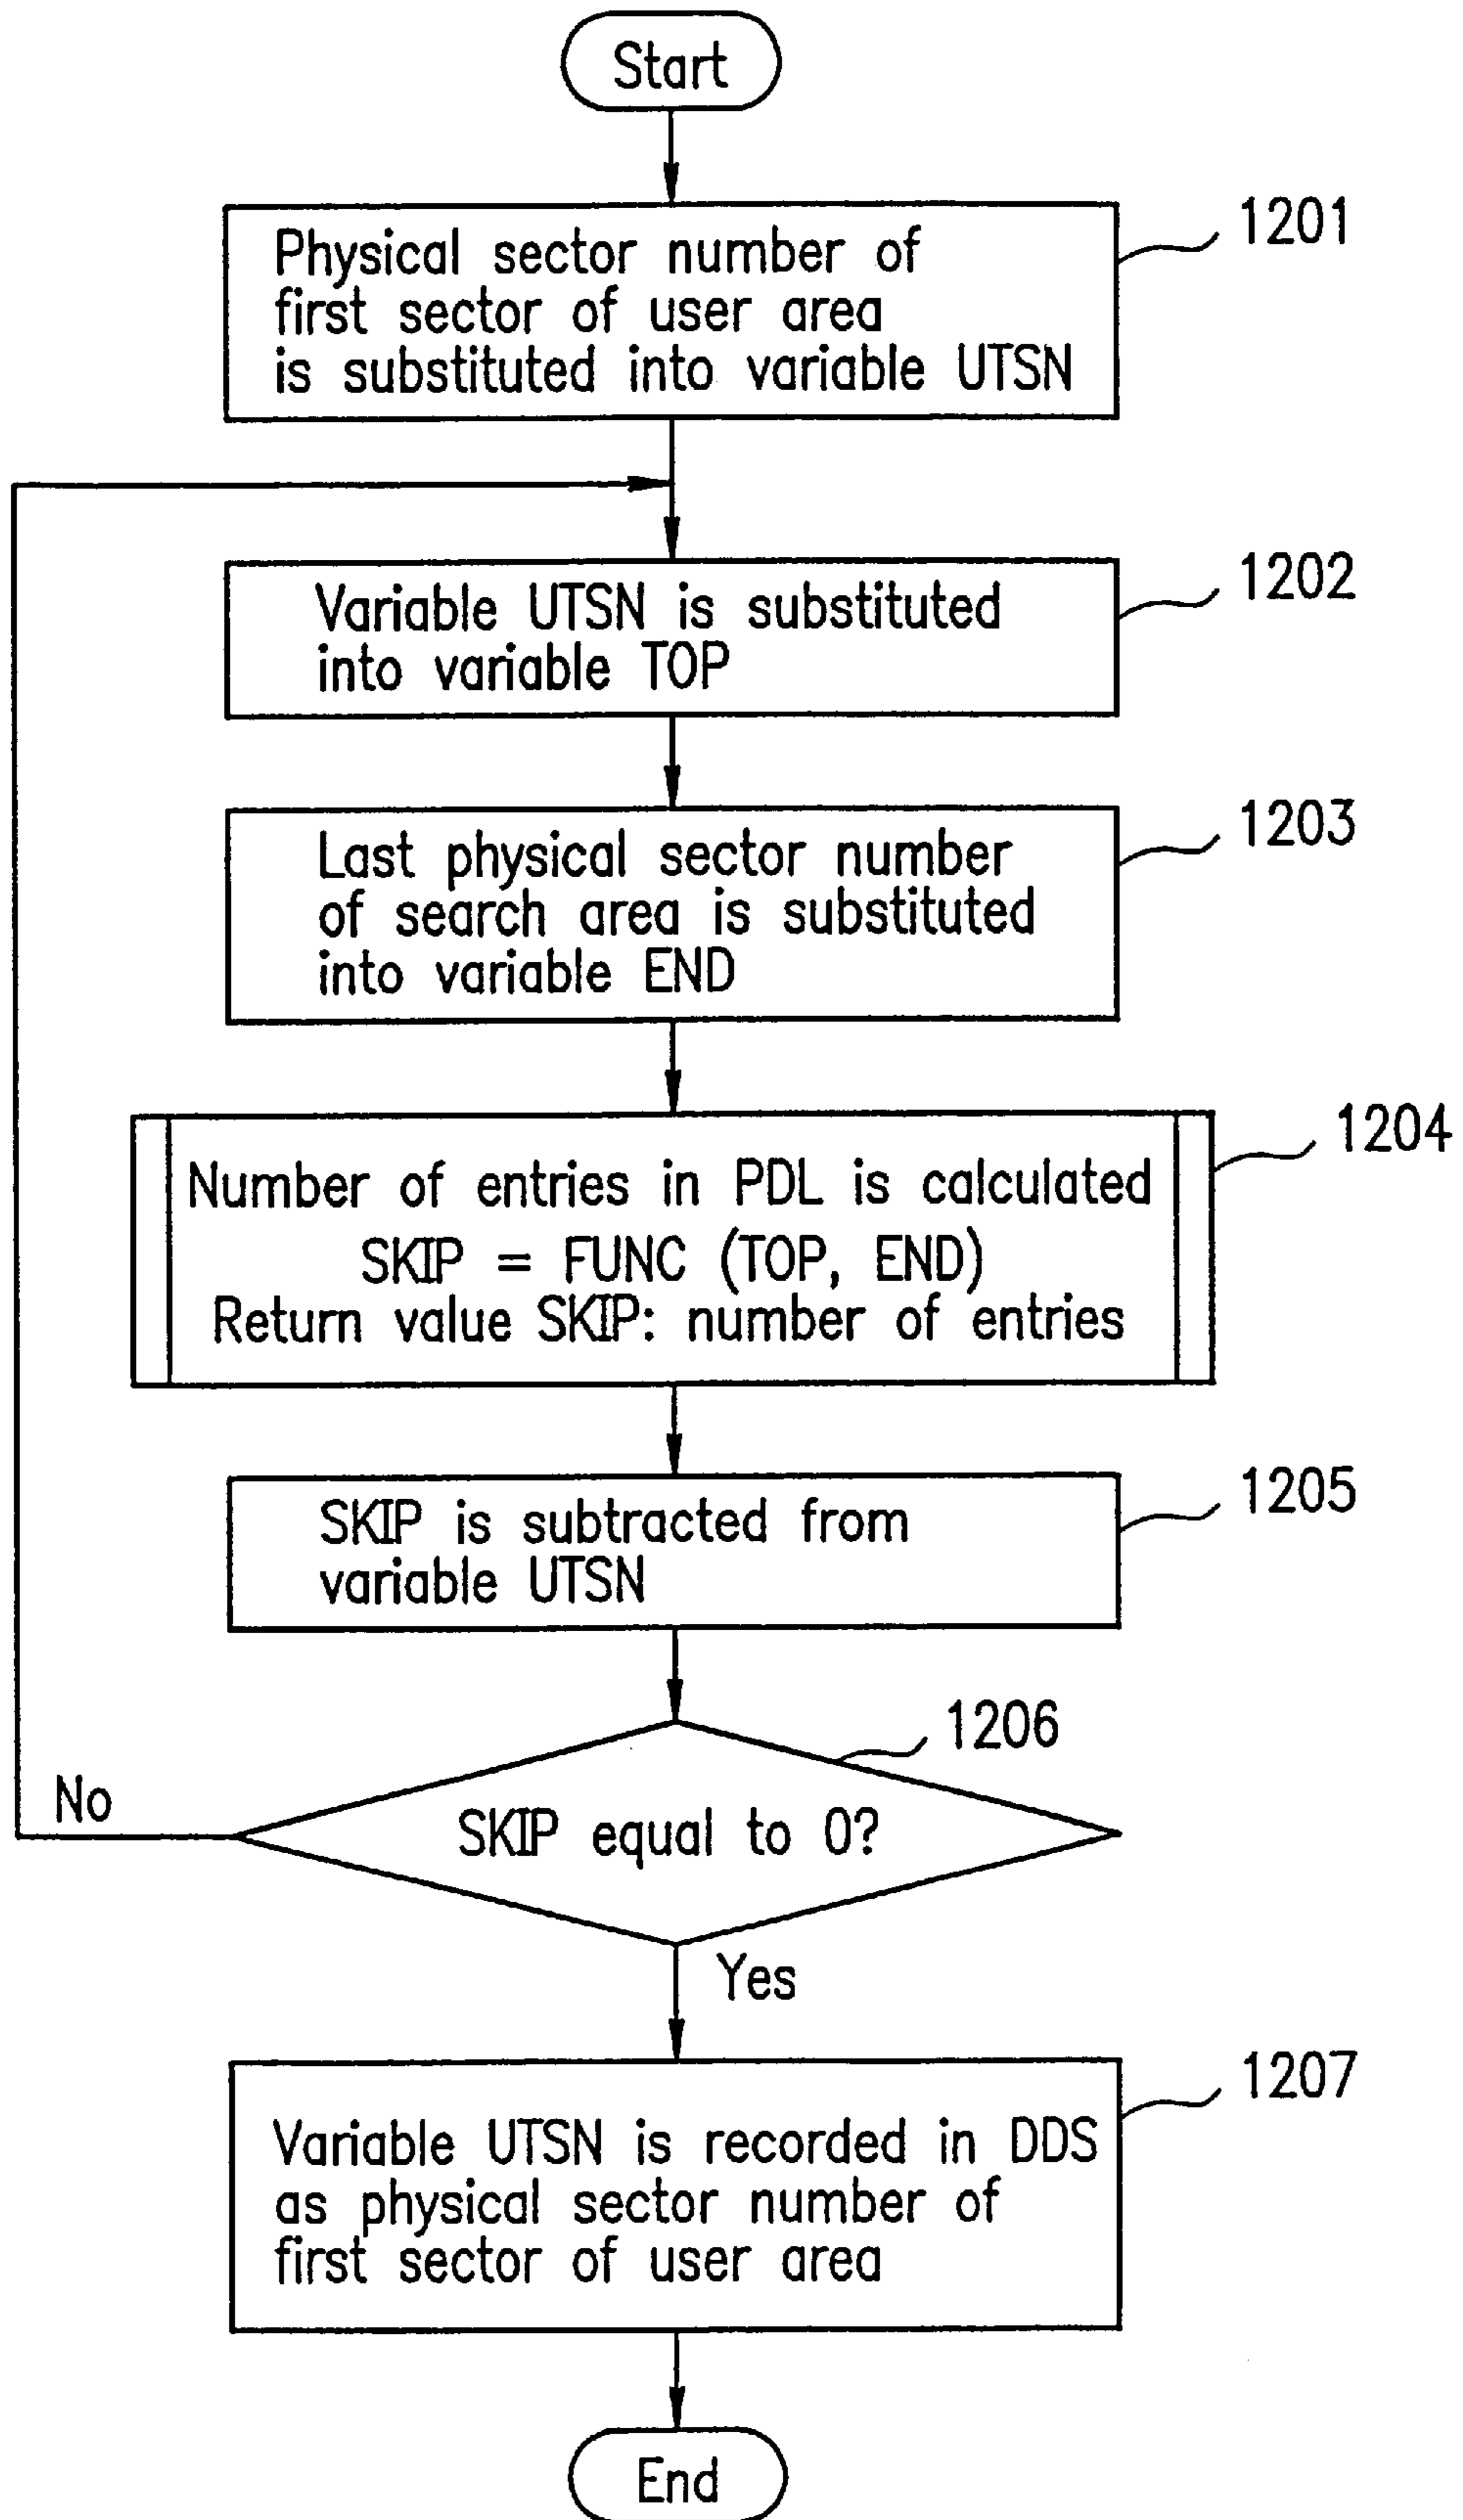 Start
1201
Physical sector number of
first sector of user area
is substituted into variable UTSN
1202
Variable UTSN is substituted
into variable TOP
1203
Last physical sector number
of search area is substituted
into variable END
1204
Number of entries in PDL is calculated
SKIP = FUNC (TOP, END)
Return value SKIP: number of entries
1205
SKIP is subtracted from
variable UTSN
1206
No
SKIP equal to 0?
Yes
1207
Variable UTSN is recorded in DDS
as physical sector number of
first sector of user area
End